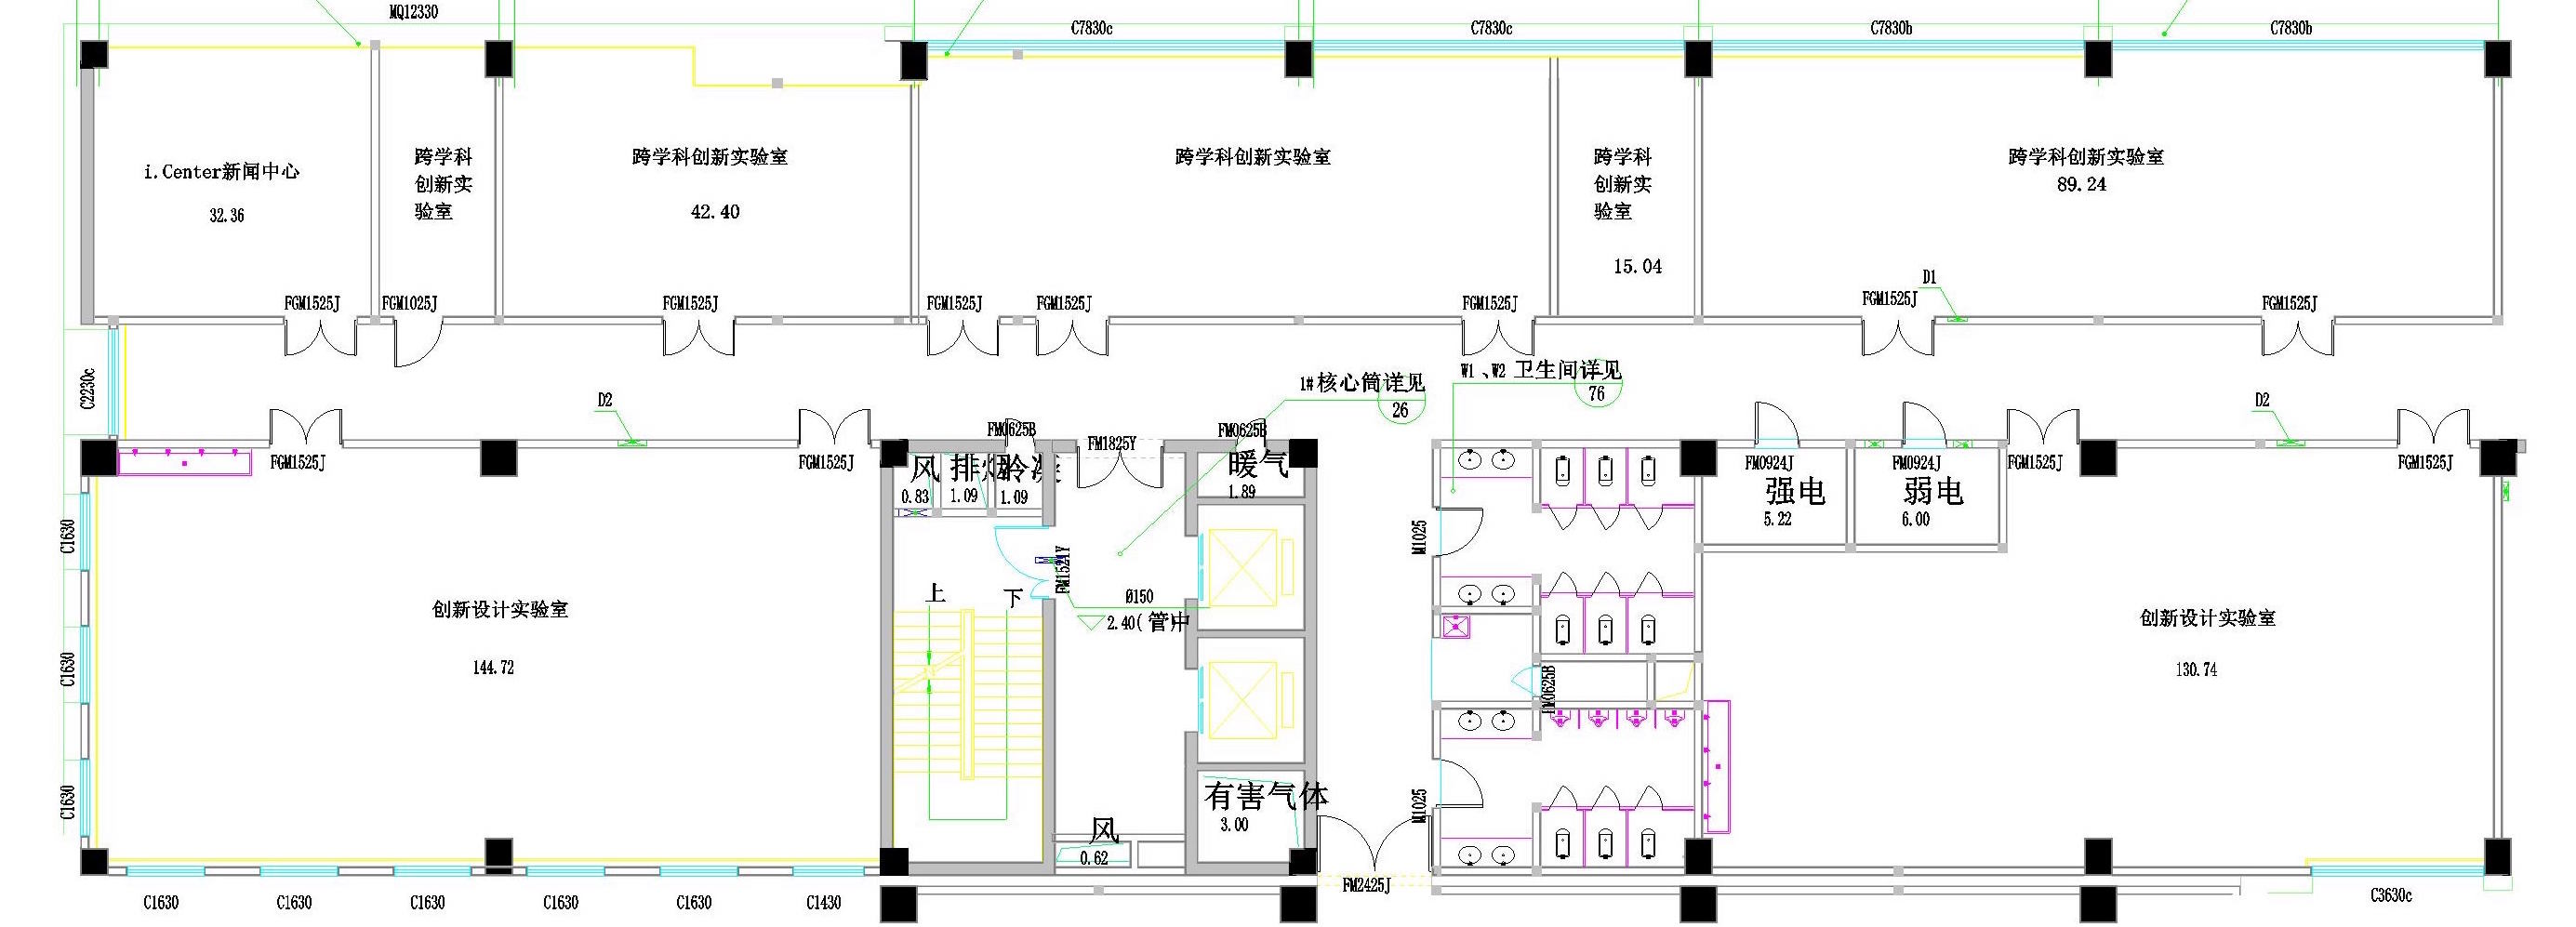 MQ12330
C7830c
C7830c
C7830b
C7830b
i.Center新闻中心
32.36
跨学科
创新实
验室
跨学科创新实验室
42.40
跨学科创新实验室
跨学科
创新实
验室
15.04
跨学科创新实验室
89.24
D1
FGM1525J
FGM1025J
FGM1525J
FGM1525J
FGM1525J
FGM1525J
FGM1525J
FGM1525J
C2230c
D2
1#核心筒详见
26
W1、W2 卫生间详见
76
D2
FGM1525J
FGM1525J
FM0625B
FM1825Y
FM0625B
FM0924J
FM0924J
FGM1525J
FGM1525J
风
0.83
排烟
1.09
冷凝
1.09
暖气
1.89
强电
5.22
弱电
6.00
C1630
C1630
C1630
M1025
M1025
FM1521Y
上
下
Ø150
2.40(管中
FM0625B
创新设计实验室
144.72
创新设计实验室
130.74
有害气体
3.00
风
0.62
FM2425J
C1630
C1630
C1630
C1630
C1630
C1430
C3630c